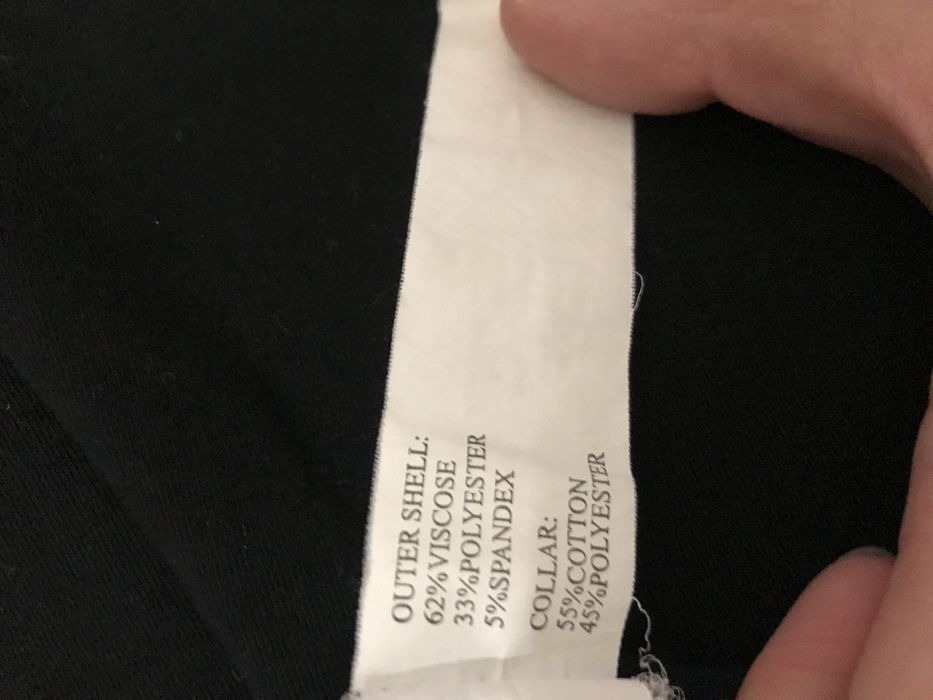 OUTER SHELL:
62%VISCOSE
33%POLYESTER
5%SPANDEX
COLLAR:
55%COTTON
45%POLYESTER